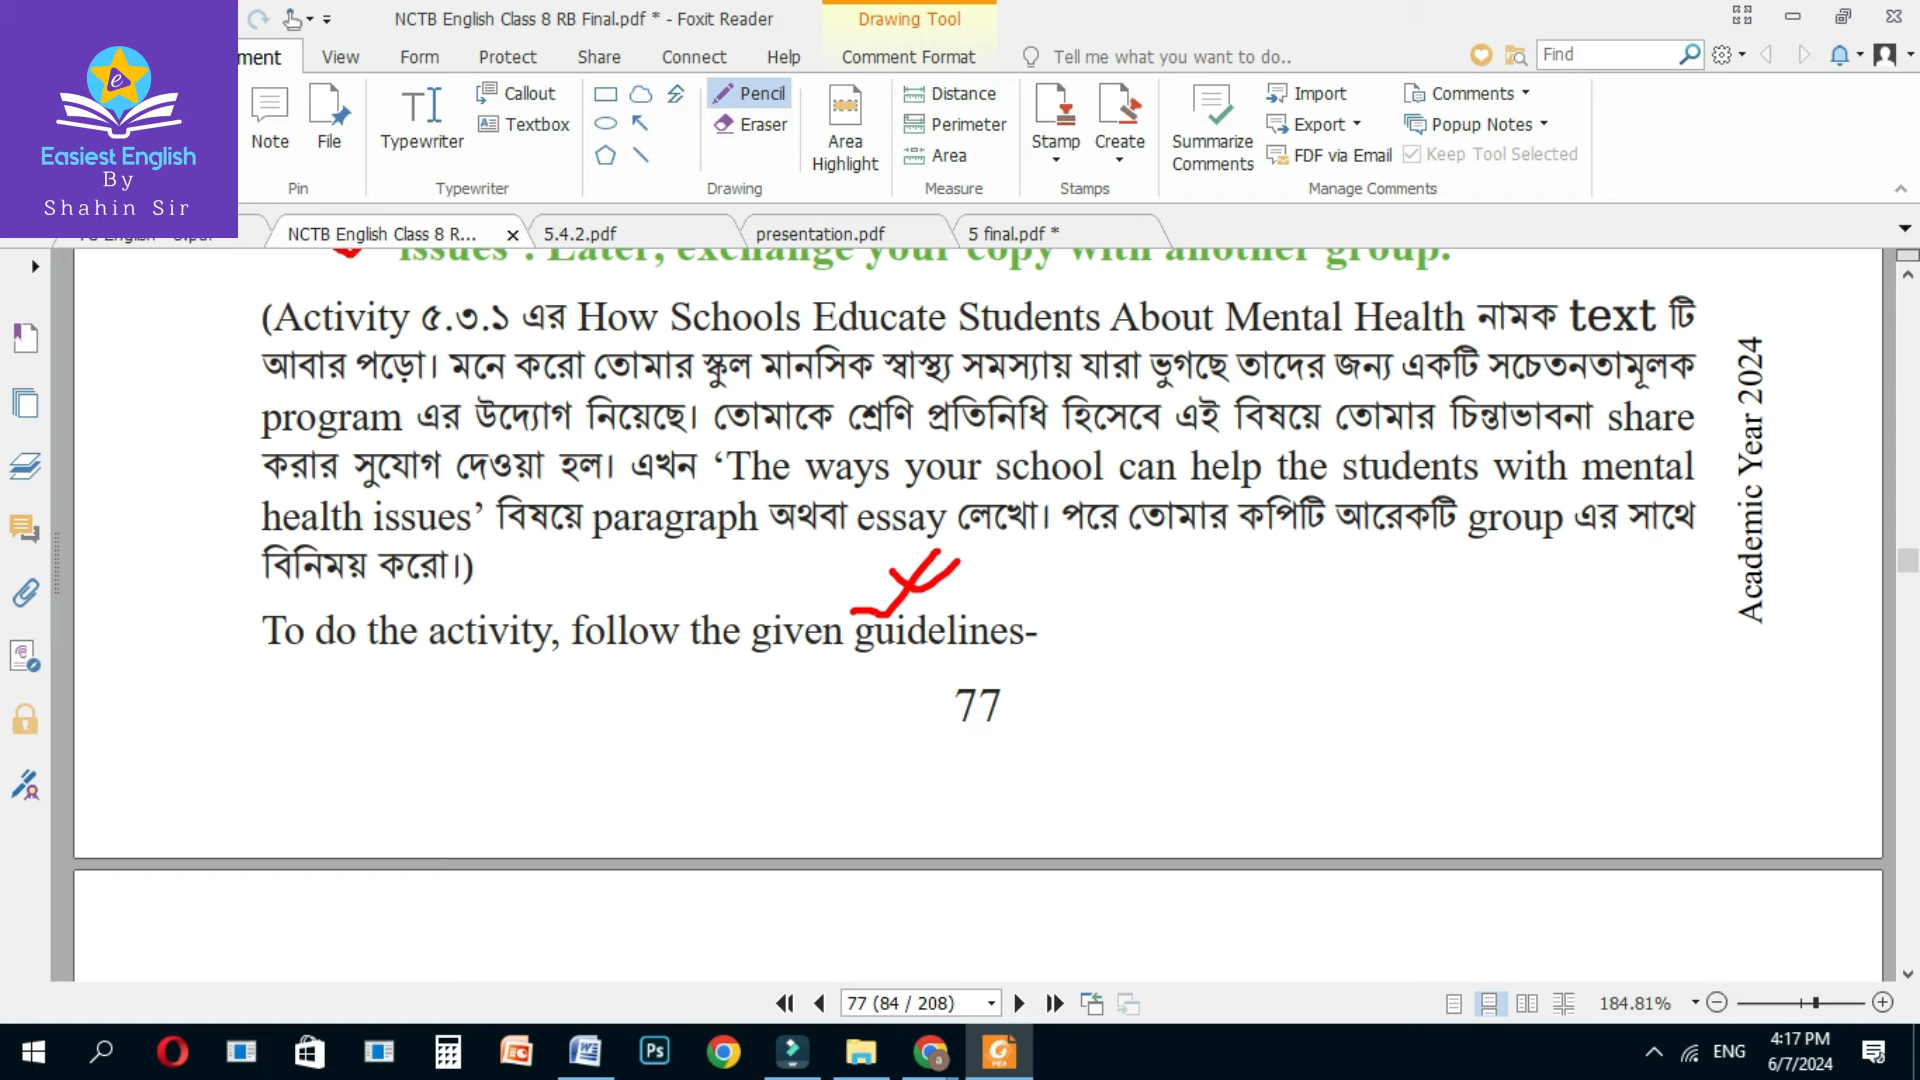 NCTB English Class 8 RB Final.pdf * - Foxit Reader
Drawing Tool
ment
View
Form
Protect
Share
Connect
Help
Comment Format
Tell me what you want to do..
Find
Note
File
Typewriter
Callout
Textbox
Pencil
Eraser
Area
Highlight
Distance
Perimeter
Area
Stamp
Create
Summarize
Comments
Import
Export
FDF via Email
Comments
Popup Notes
Keep Tool Selected
Pin
Typewriter
Drawing
Measure
Stamps
Manage Comments
Easiest English
By
Shahin Sir
NCTB English Class 8 R...
5.4.2.pdf
presentation.pdf
5 final.pdf *
issues'. Later, exchange your copy with another group.
(Activity ৫.৩.১ এর How Schools Educate Students About Mental Health নামক text টি
আবার পড়ো। মনে করো তোমার স্কুল মানসিক স্বাস্থ্য সমস্যায় যারা ভুগছে তাদের জন্য একটি সচেতনতামূলক
program এর উদ্যোগ নিয়েছে। তোমাকে শ্রেণি প্রতিনিধি হিসেবে এই বিষয়ে তোমার চিন্তাভাবনা share
করার সুযোগ দেওয়া হল। এখন ‘The ways your school can help the students with mental
health issues’ বিষয়ে paragraph অথবা essay লেখো। পরে তোমার কপিটি আরেকটি group এর সাথে
বিনিময় করো।)
To do the activity, follow the given guidelines-
77
Academic Year 2024
77 (84 / 208)
184.81%
ENG
4:17 PM
6/7/2024